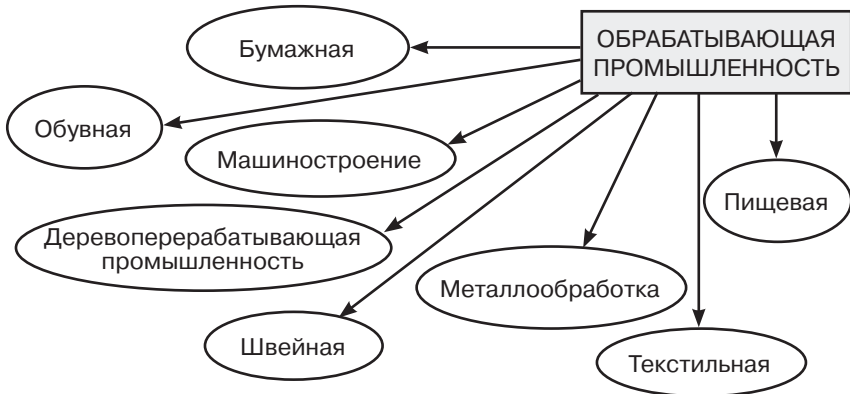 ОБРАБАТЫВАЮЩАЯ
ПРОМЫШЛЕННОСТЬ
Бумажная
Обувная
Машиностроение
Пищевая
Деревоперерабатывающая
промышленность
Металлообработка
Швейная
Текстильная